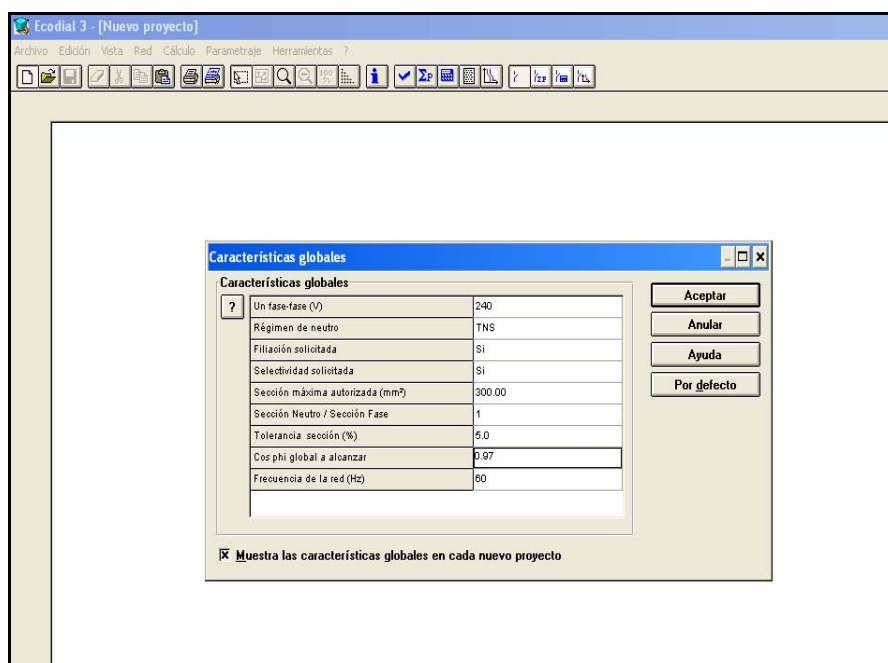 Ecodial 3 - [Nuevo proyecto]
Archivo Edición Vista Red Cálculo Parametraje Herramientas ?
100 %
Características globales
Características globales
?
Un fase-fase (V) 240
Régimen de neutro TNS
Filiación solicitada Si
Selectividad solicitada Si
Sección máxima autorizada (mm²) 300.00
Sección Neutro / Sección Fase 1
Tolerancia sección (%) 5.0
Cos phi global a alcanzar 0.97
Frecuencia de la red (Hz) 60
Aceptar
Anular
Ayuda
Por defecto
Muestra las características globales en cada nuevo proyecto